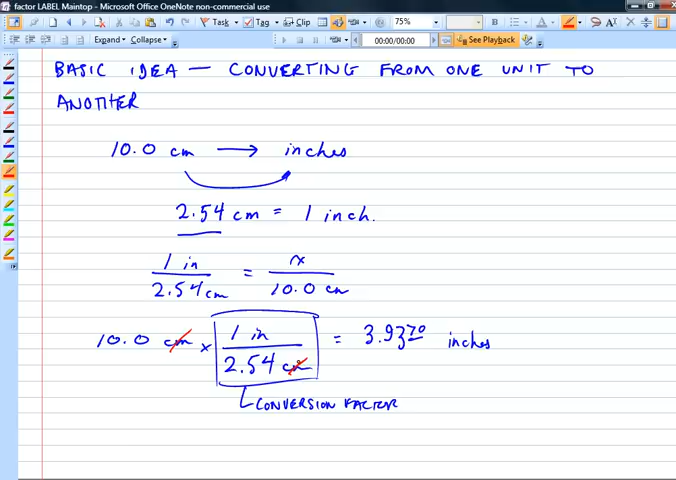 factor LABEL Maintop - Microsoft Office OneNote non-commercial use
Task Tag Clip 75% B
Expand Collapse 00:00/00:00 See Playback
BASIC IDEA — CONVERTING FROM ONE UNIT TO
ANOTHER
10.0 cm → inches
2.54 cm = 1 inch.
1 in / 2.54 cm = x / 10.0 cm
10.0 cm × 1 in / 2.54 cm = 3.9370 inches
CONVERSION FACTOR